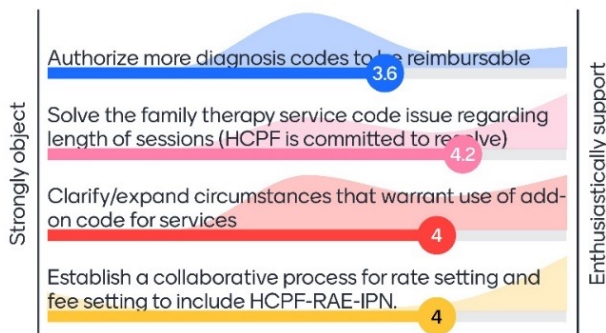 Strongly object
Authorize more diagnosis codes to be reimbursable
3.6
Solve the family therapy service code issue regarding
length of sessions (HCPF is committed to resolve)
4.2
Clarify/expand circumstances that warrant use of add-
on code for services
4
Establish a collaborative process for rate setting and
fee setting to include HCPF-RAE-IPN.
4
Enthusiastically support